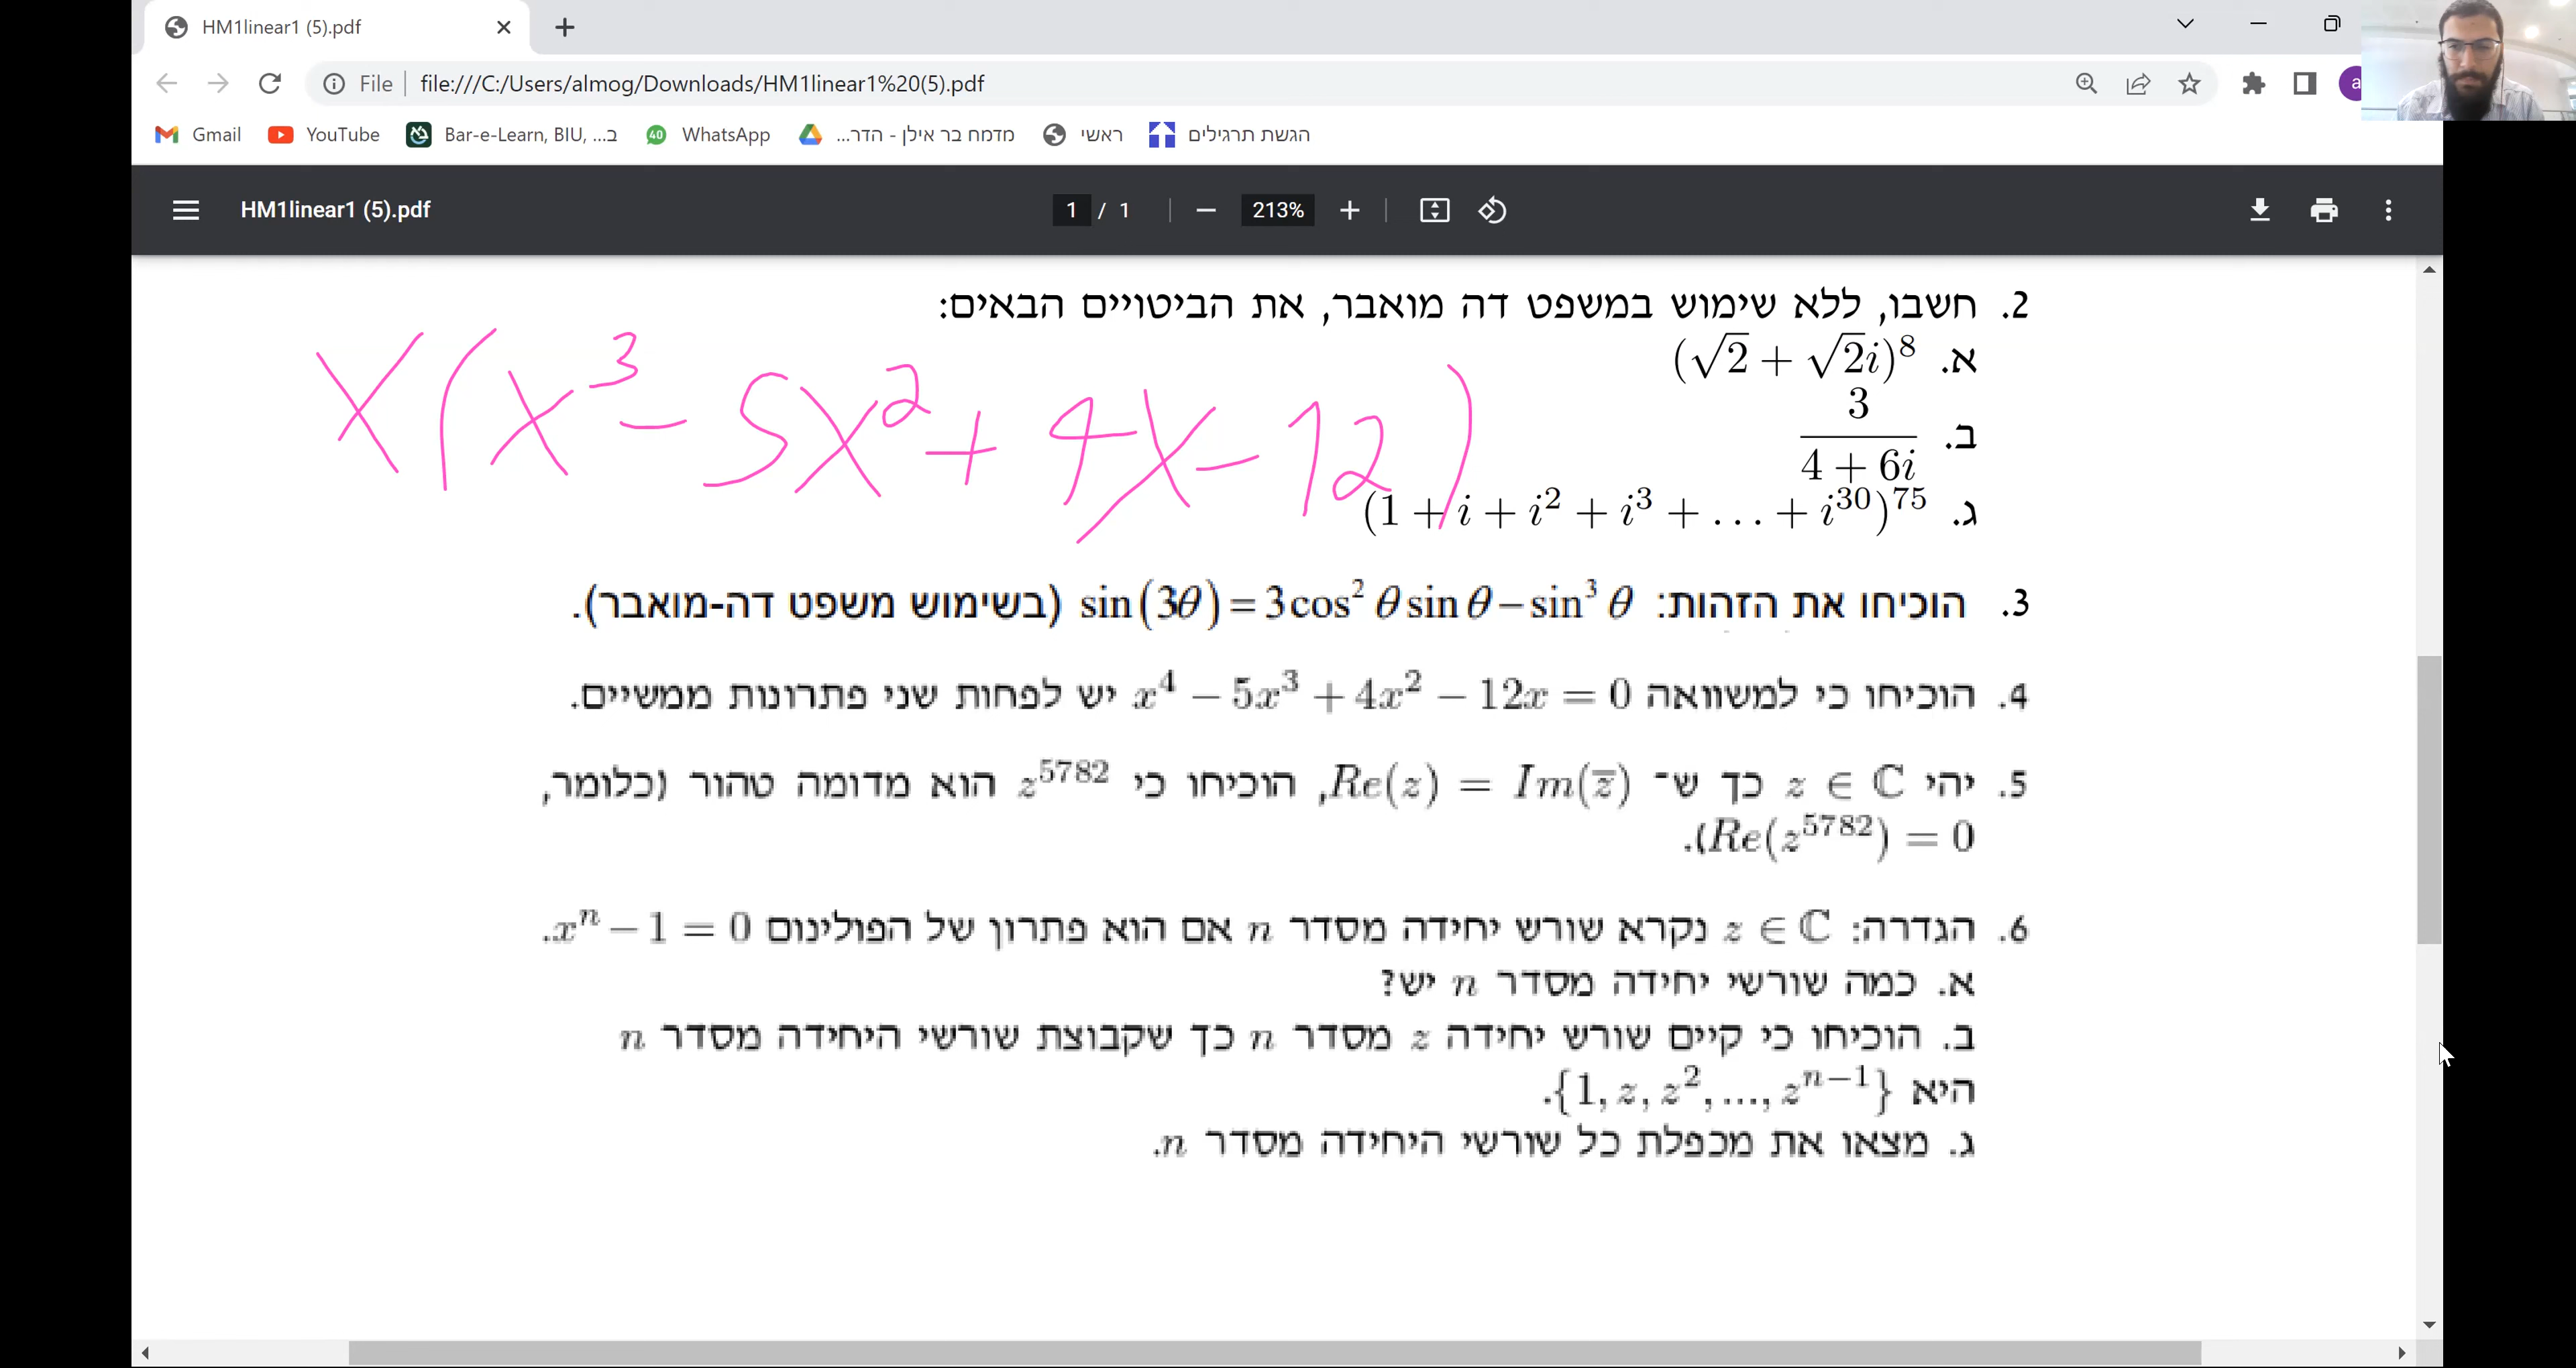 HM1linear1 (5).pdf
File file:///C:/Users/almog/Downloads/HM1linear1%20(5).pdf a
Gmail YouTube Bar-e-Learn, BIU, ...ב 40 WhatsApp מדמח בר אילן - הדר... ראשי הגשת תרגילים
HM1linear1 (5).pdf 1 / 1 213%
2. חשבו, ללא שימוש במשפט דה מואבר, את הביטויים הבאים:
א. (√2 + √2i)^8
x(x^3 - 5x^2 + 4x - 12)
ב. 3/(4 + 6i)
ג. (1 + i + i^2 + i^3 + ... + i^30)^75
3. הוכיחו את הזהות: sin(3θ) = 3cos^2 θ sin θ − sin^3 θ (בשימוש משפט דה-מואבר).
4. הוכיחו כי למשוואה x^4 − 5x^3 + 4x^2 − 12x = 0 יש לפחות שני פתרונות ממשיים.
5. יהי z ∈ ℂ כך ש־ Re(z) = Im(z̅), הוכיחו כי z^5782 הוא מדומה טהור (כלומר,
Re(z^5782) = 0).
6. הגדרה: z ∈ ℂ נקרא שורש יחידה מסדר n אם הוא פתרון של הפולינום x^n − 1 = 0.
א. כמה שורשי יחידה מסדר n יש?
ב. הוכיחו כי קיים שורש יחידה z מסדר n כך שקבוצת שורשי היחידה מסדר n
היא {1, z, z^2, ..., z^{n−1}}.
ג. מצאו את מכפלת כל שורשי היחידה מסדר n.